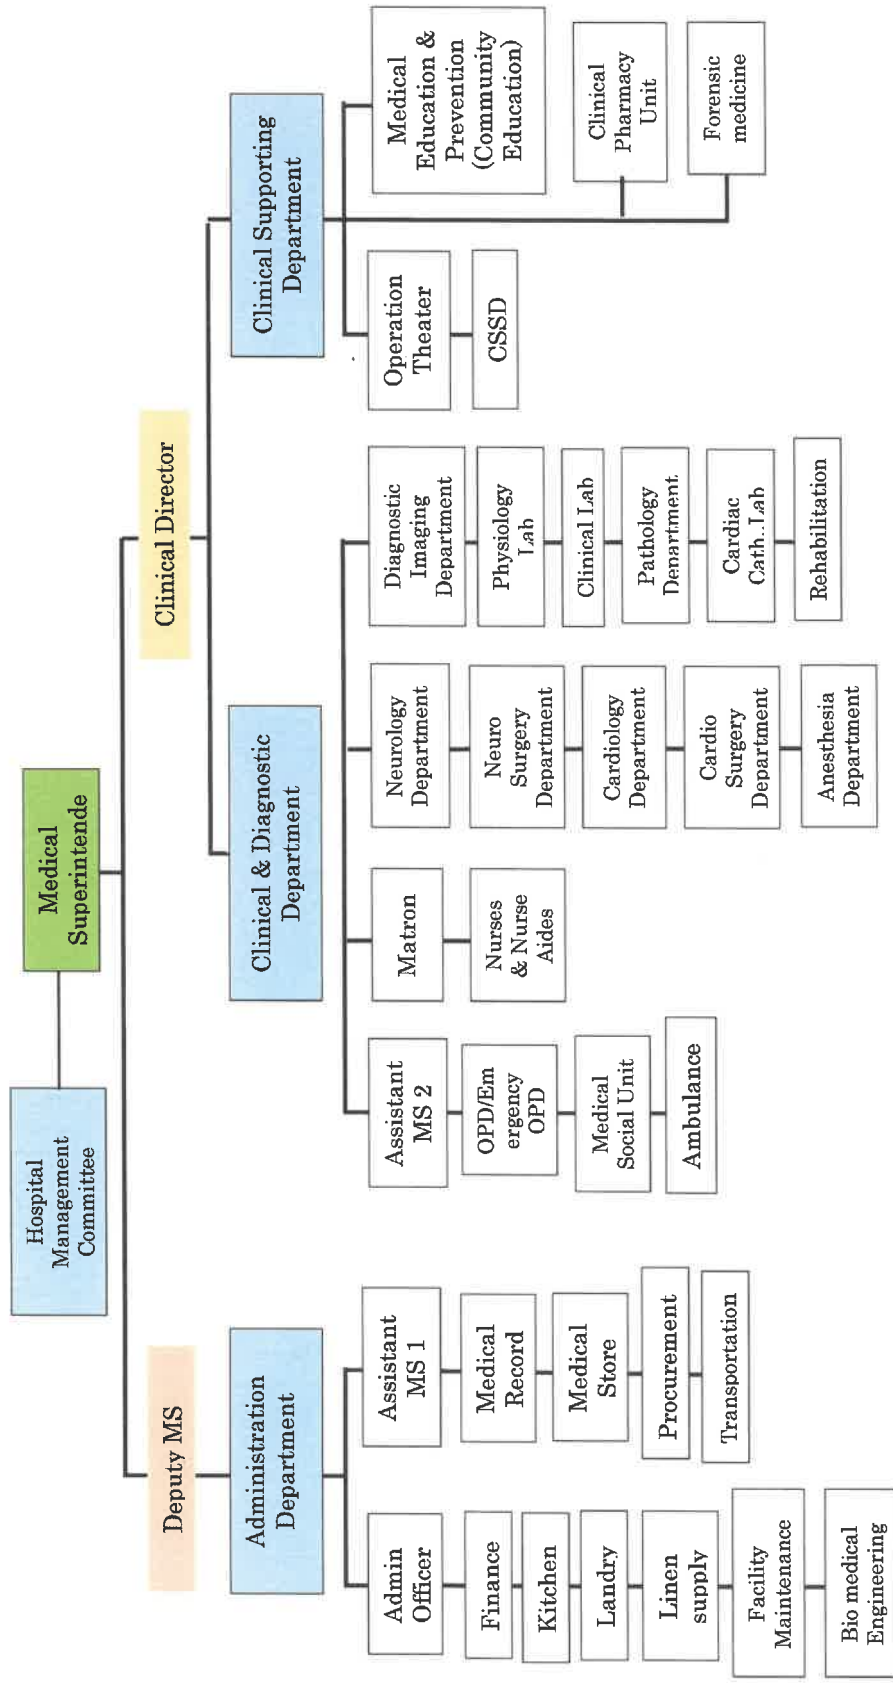 Hospital
Management
Committee
Medical
Superintende
Deputy MS
Clinical Director
Administration
Department
Clinical & Diagnostic
Department
Clinical Supporting
Department
Admin
Officer
Finance
Kitchen
Landry
Linen
supply
Facility
Maintenance
Bio medical
Engineering
Assistant
MS 1
Medical
Record
Medical
Store
Procurement
Transportation
Assistant
MS 2
OPD/Em
ergency
OPD
Medical
Social Unit
Ambulance
Matron
Nurses
& Nurse
Aides
Neurology
Department
Neuro
Surgery
Department
Cardiology
Department
Cardio
Surgery
Department
Anesthesia
Department
Diagnostic
Imaging
Department
Physiology
Lab
Clinical Lab
Pathology
Denartment
Cardiac
Cath..Lab
Rehabilitation
Operation
Theater
CSSD
Medical
Education &
Prevention
(Community
Education)
Clinical
Pharmacy
Unit
Forensic
medicine